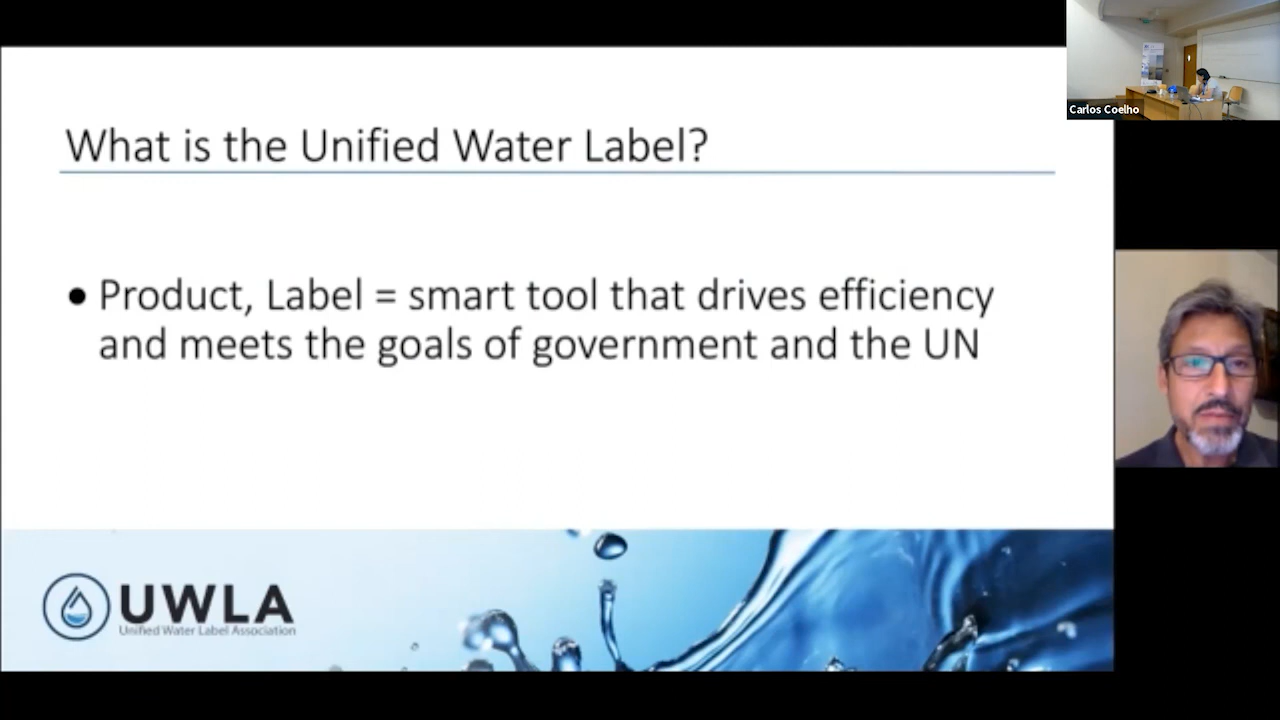 Carlos Coelho
What is the Unified Water Label?
• Product, Label = smart tool that drives efficiency
and meets the goals of government and the UN
UWLA
Unified Water Label Association